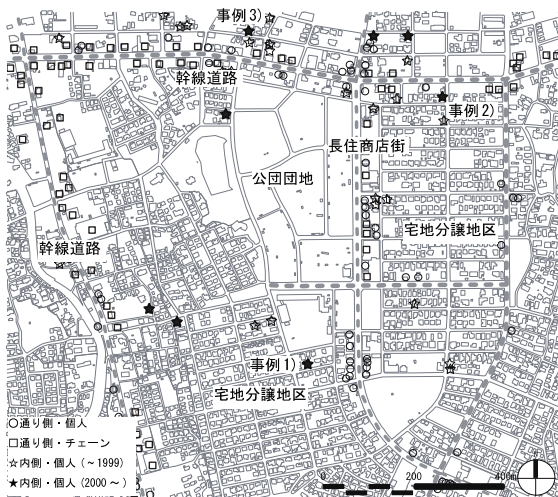 事例3)
幹線道路
事例2)
長住商店街
公団団地
宅地分譲地区
幹線道路
事例1)
宅地分譲地区
○通り側・個人
□通り側・チェーン
☆内側・個人（～1999）
★内側・個人（2000～）
0 200 400m